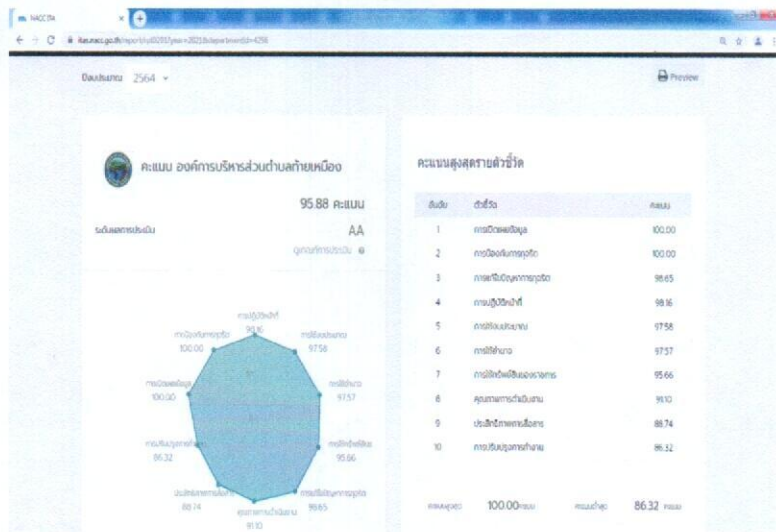 NACC ITA
itas.nacc.go.th/report/rpt0201?year=2021&departmentId=4256
ปีงบประมาณ 2564
Preview
คะแนน องค์การบริหารส่วนตำบลท้ายเหมือง
95.88 คะแนน
ระดับผลการประเมิน AA
ดูเกณฑ์การประเมิน
การปฏิบัติหน้าที่
98.16
การป้องกันการทุจริต
100.00
การใช้งบประมาณ
97.58
การเปิดเผยข้อมูล
100.00
การใช้อำนาจ
97.57
การปรับปรุงการทำงาน
86.32
การใช้ทรัพย์สิน
95.66
ประสิทธิภาพการสื่อสาร
88.74
การแก้ไขปัญหาการทุจริต
98.65
คุณภาพการดำเนินงาน
91.10
คะแนนสูงสุดรายตัวชี้วัด
อันดับ ตัวชี้วัด คะแนน
1 การเปิดเผยข้อมูล 100.00
2 การป้องกันการทุจริต 100.00
3 การแก้ไขปัญหาการทุจริต 98.65
4 การปฏิบัติหน้าที่ 98.16
5 การใช้งบประมาณ 97.58
6 การใช้อำนาจ 97.57
7 การใช้ทรัพย์สินของราชการ 95.66
8 คุณภาพการดำเนินงาน 91.10
9 ประสิทธิภาพการสื่อสาร 88.74
10 การปรับปรุงการทำงาน 86.32
คะแนนสูงสุด 100.00 คะแนน คะแนนต่ำสุด 86.32 คะแนน